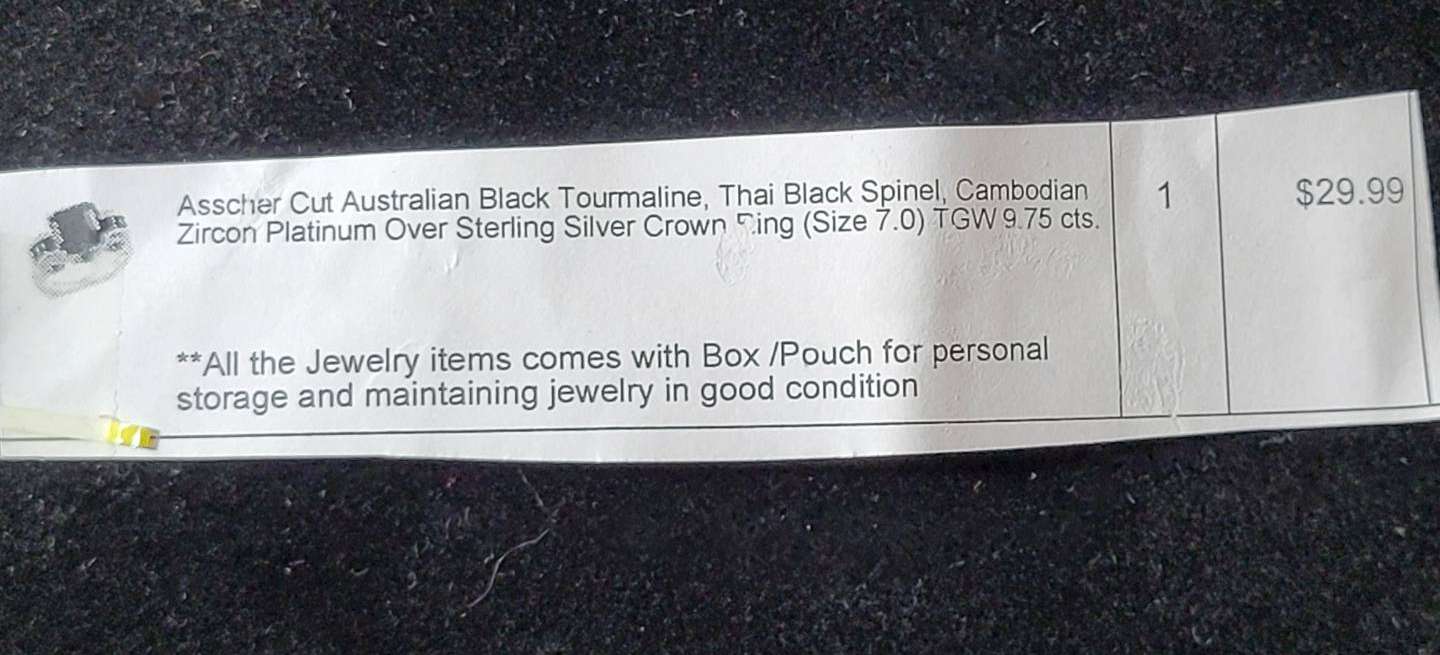 Asscher Cut Australian Black Tourmaline, Thai Black Spinel, Cambodian 1 $29.99
Zircon Platinum Over Sterling Silver Crown Ring (Size 7.0) TGW 9.75 cts.
**All the Jewelry items comes with Box /Pouch for personal
storage and maintaining jewelry in good condition